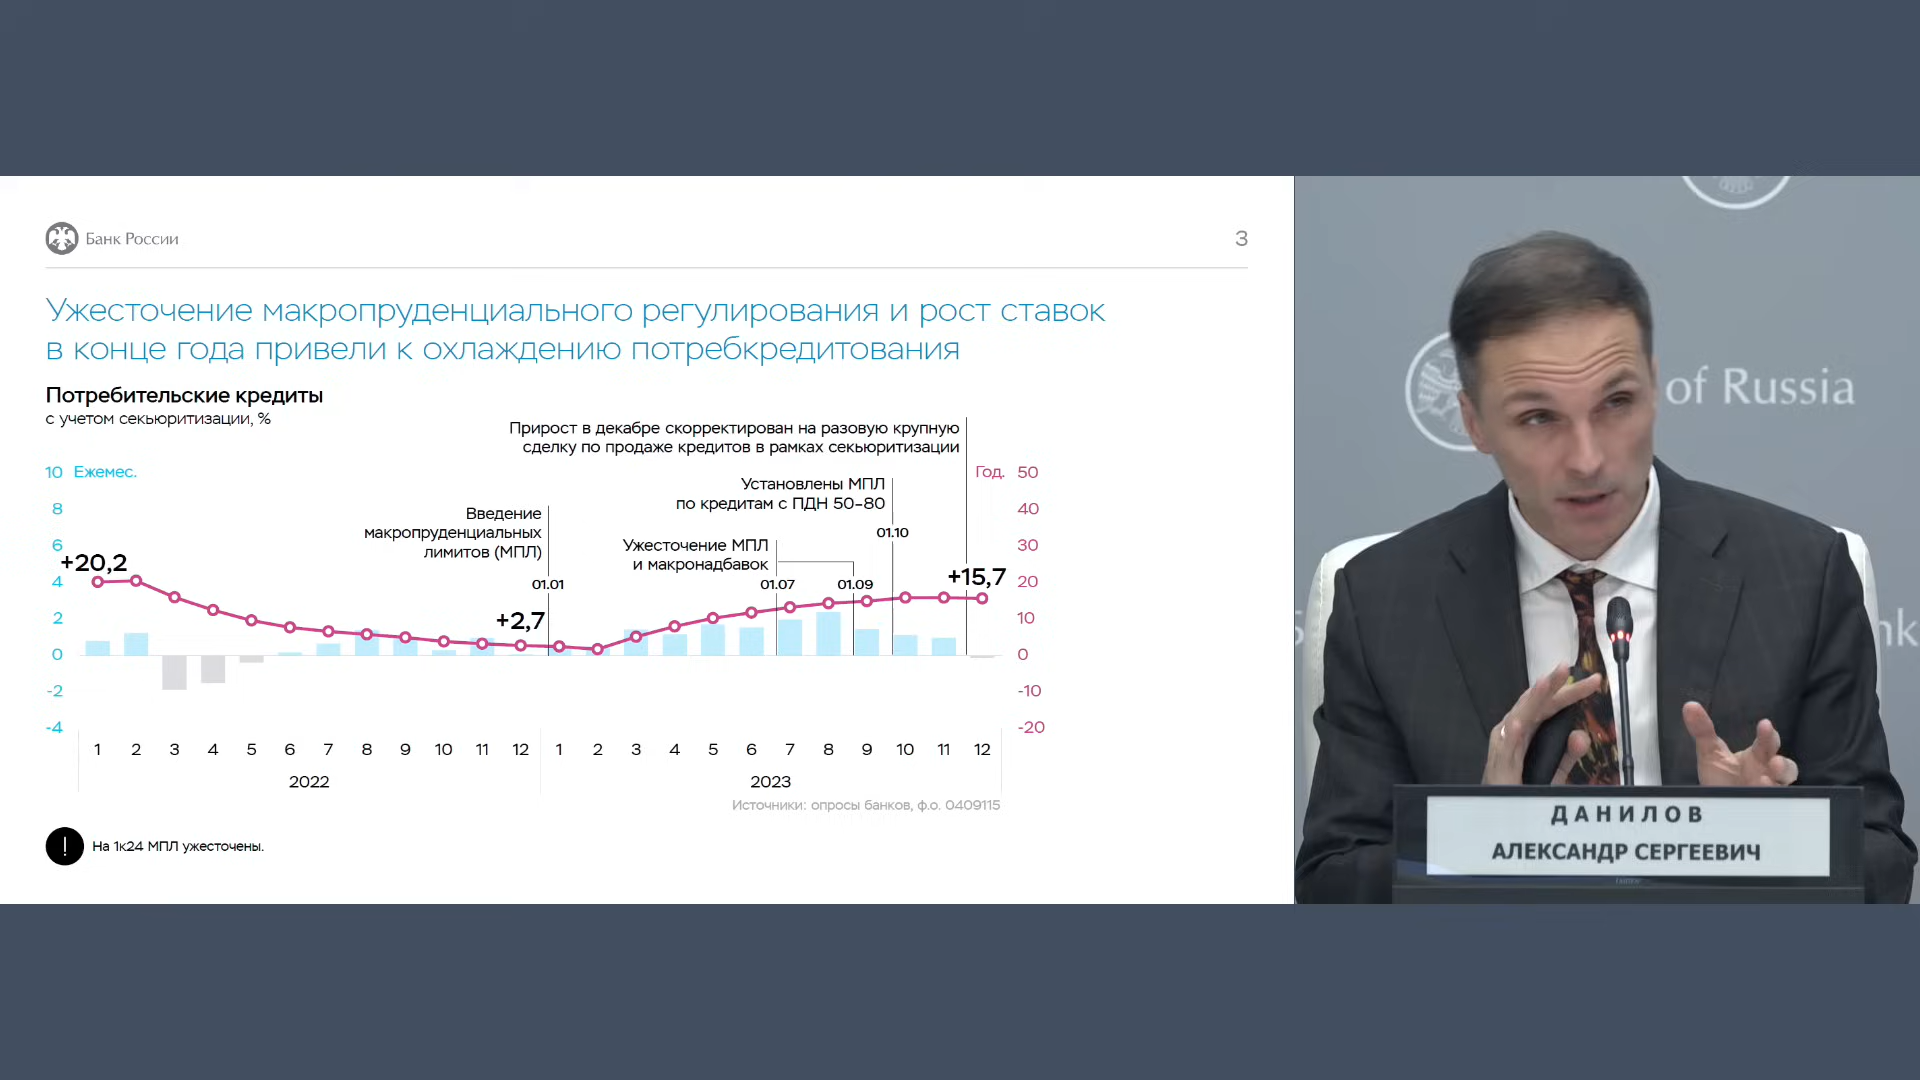 Банк России
3
Ужесточение макропруденциального регулирования и рост ставок
в конце года привели к охлаждению потребкредитования
Потребительские кредиты
с учетом секьюритизации, %
Прирост в декабре скорректирован на разовую крупную
сделку по продаже кредитов в рамках секьюритизации
10 Ежемес.
Год. 50
Установлены МПЛ
по кредитам с ПДН 50–80
8
40
Введение
макропруденциальных
лимитов (МПЛ)
01.10
6
30
Ужесточение МПЛ
и макронадбавок
+20,2
+15,7
4
01.01
01.07
01.09
20
+2,7
2
10
0
0
-2
-10
-4
-20
1 2 3 4 5 6 7 8 9 10 11 12 1 2 3 4 5 6 7 8 9 10 11 12
2022
2023
Источники: опросы банков, ф.о. 0409115
! На 1к24 МПЛ ужесточены.
of Russia
ДАНИЛОВ
АЛЕКСАНДР СЕРГЕЕВИЧ